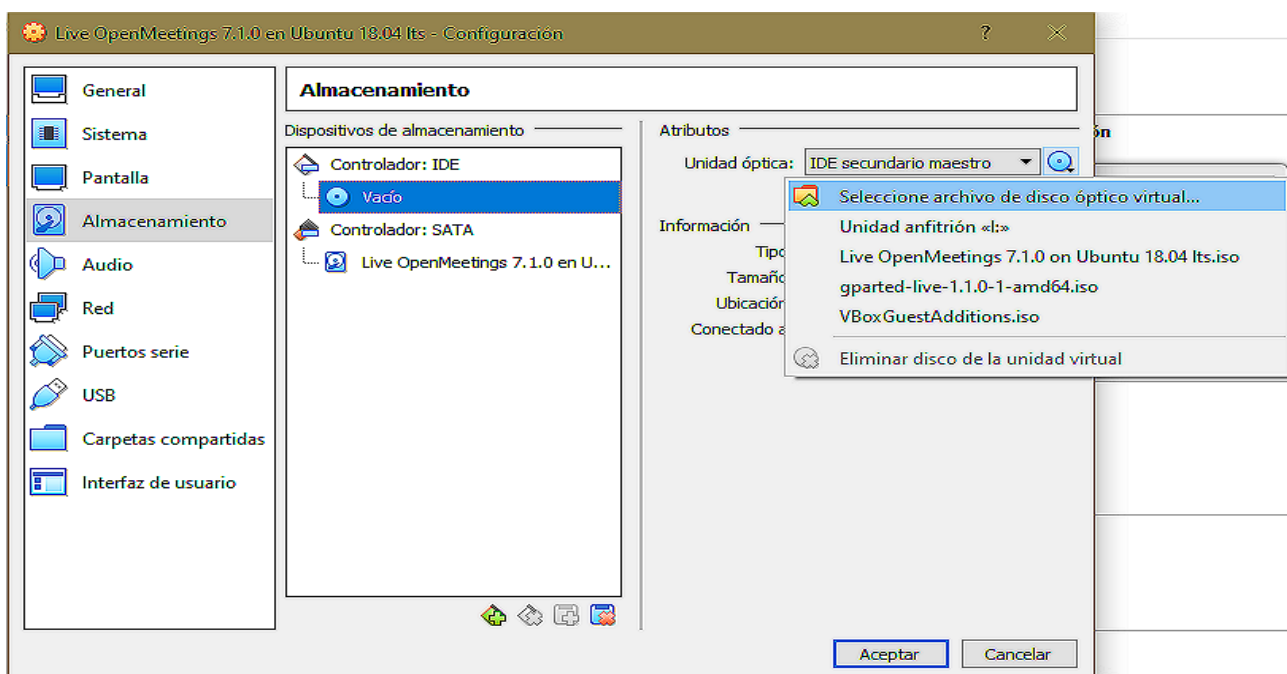 Live OpenMeetings 7.1.0 en Ubuntu 18.04 lts - Configuración
?
General
Sistema
Pantalla
Almacenamiento
Audio
Red
Puertos serie
USB
Carpetas compartidas
Interfaz de usuario
Almacenamiento
Dispositivos de almacenamiento
Controlador: IDE
Vacío
Controlador: SATA
Live OpenMeetings 7.1.0 en U...
Atributos
Unidad óptica: IDE secundario maestro
Seleccione archivo de disco óptico virtual...
Unidad anfitrión «I:»
Live OpenMeetings 7.1.0 on Ubuntu 18.04 lts.iso
gparted-live-1.1.0-1-amd64.iso
VBoxGuestAdditions.iso
Eliminar disco de la unidad virtual
Información
Tipo
Tamaño
Ubicación
Conectado a
ón
Aceptar
Cancelar